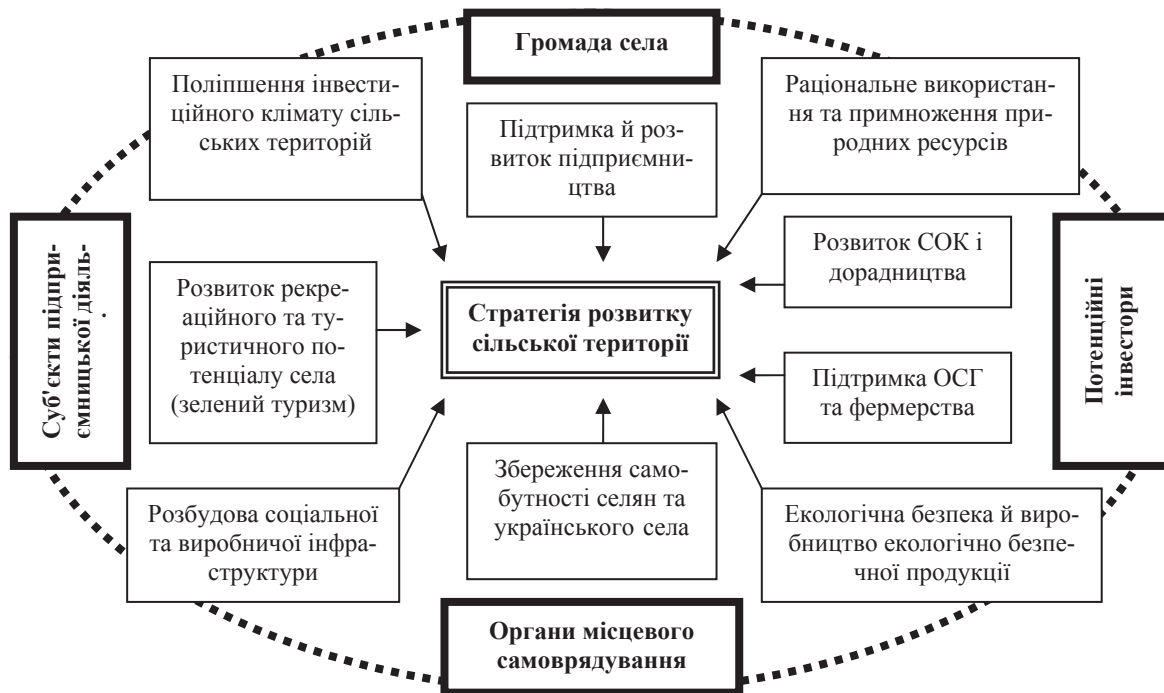 Громада села
Поліпшення інвести-
ційного клімату сіль-
ських територій
Підтримка й роз-
виток підприємни-
цтва
Раціональне використан-
ня та примноження при-
родних ресурсів
Суб'єкти підпри-
ємницької діяль-
Розвиток рекре-
аційного та ту-
ристичного по-
тенціалу села
(зелений туризм)
Стратегія розвитку
сільської території
Розвиток СОК і
дорадництва
Підтримка ОСГ
та фермерства
Потенційні
інвестори
Розбудова соціальної
та виробничої інфра-
структури
Збереження само-
бутності селян та
українського села
Екологічна безпека й виро-
бництво екологічно безпе-
чної продукції
Органи місцевого
самоврядування